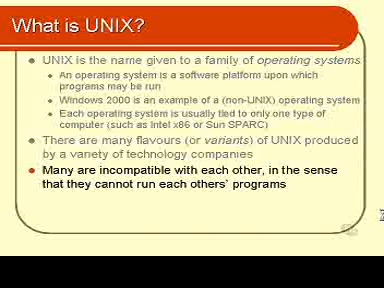 What is UNIX?
UNIX is the name given to a family of operating systems
An operating system is a software platform upon which
programs may be run
Windows 2000 is an example of a (non-UNIX) operating system
Each operating system is usually tied to only one type of
computer (such as Intel x86 or Sun SPARC)
There are many flavours (or variants) of UNIX produced
by a variety of technology companies
Many are incompatible with each other, in the sense
that they cannot run each others' programs